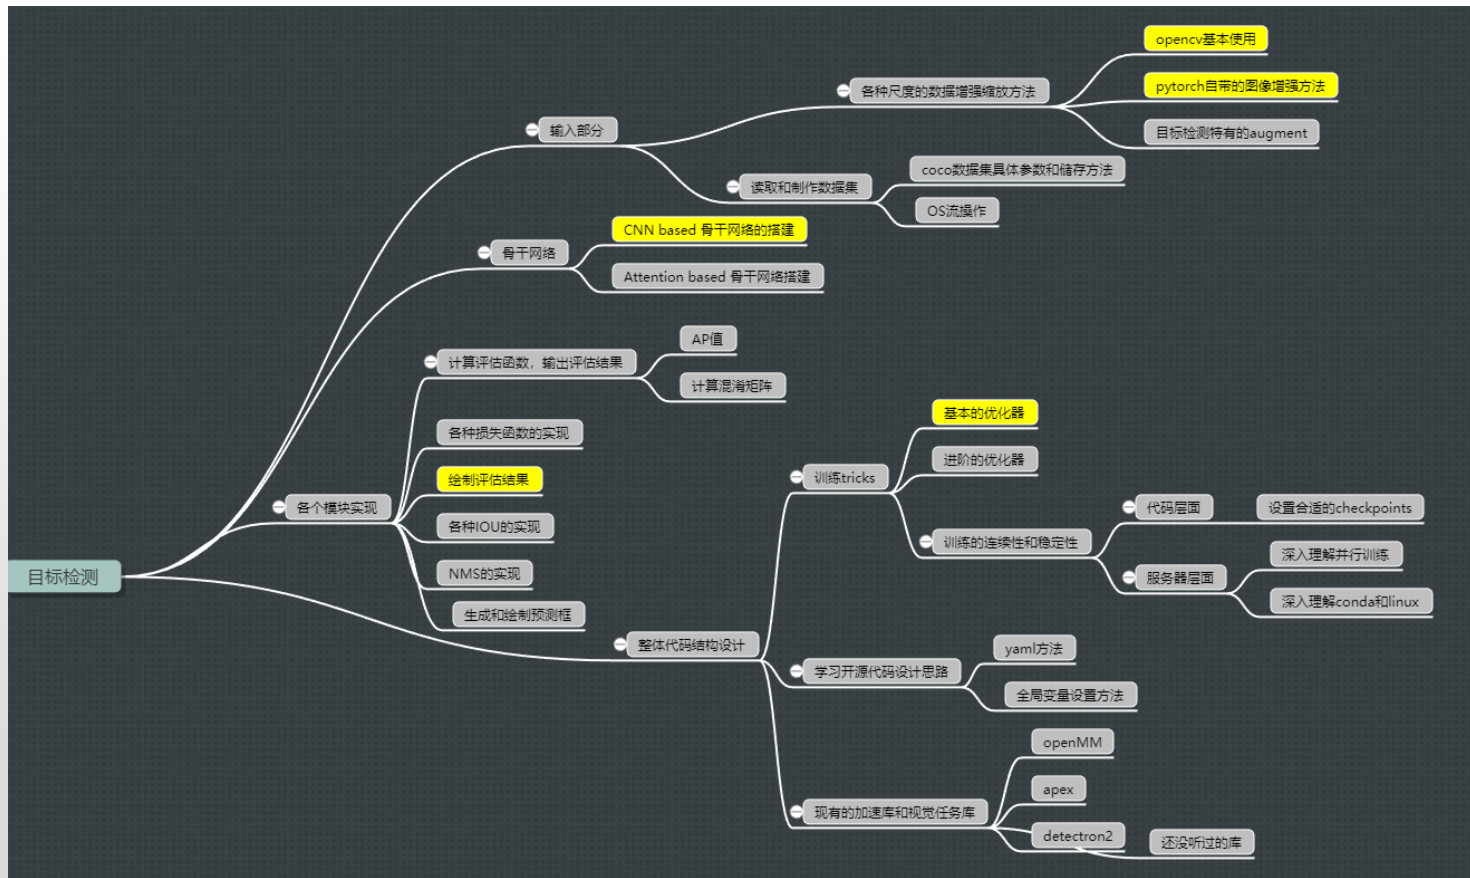 目标检测
输入部分
各种尺度的数据增强缩放方法
opencv基本使用
pytorch自带的图像增强方法
目标检测特有的augment
读取和制作数据集
coco数据集具体参数和储存方法
OS流操作
骨干网络
CNN based 骨干网络的搭建
Attention based 骨干网络搭建
各个模块实现
计算评估函数，输出评估结果
AP值
计算混淆矩阵
各种损失函数的实现
绘制评估结果
各种IOU的实现
NMS的实现
生成和绘制预测框
整体代码结构设计
训练tricks
基本的优化器
进阶的优化器
训练的连续性和稳定性
代码层面
设置合适的checkpoints
服务器层面
深入理解并行训练
深入理解conda和linux
学习开源代码设计思路
yaml方法
全局变量设置方法
现有的加速库和视觉任务库
openMM
apex
detectron2
还没听过的库